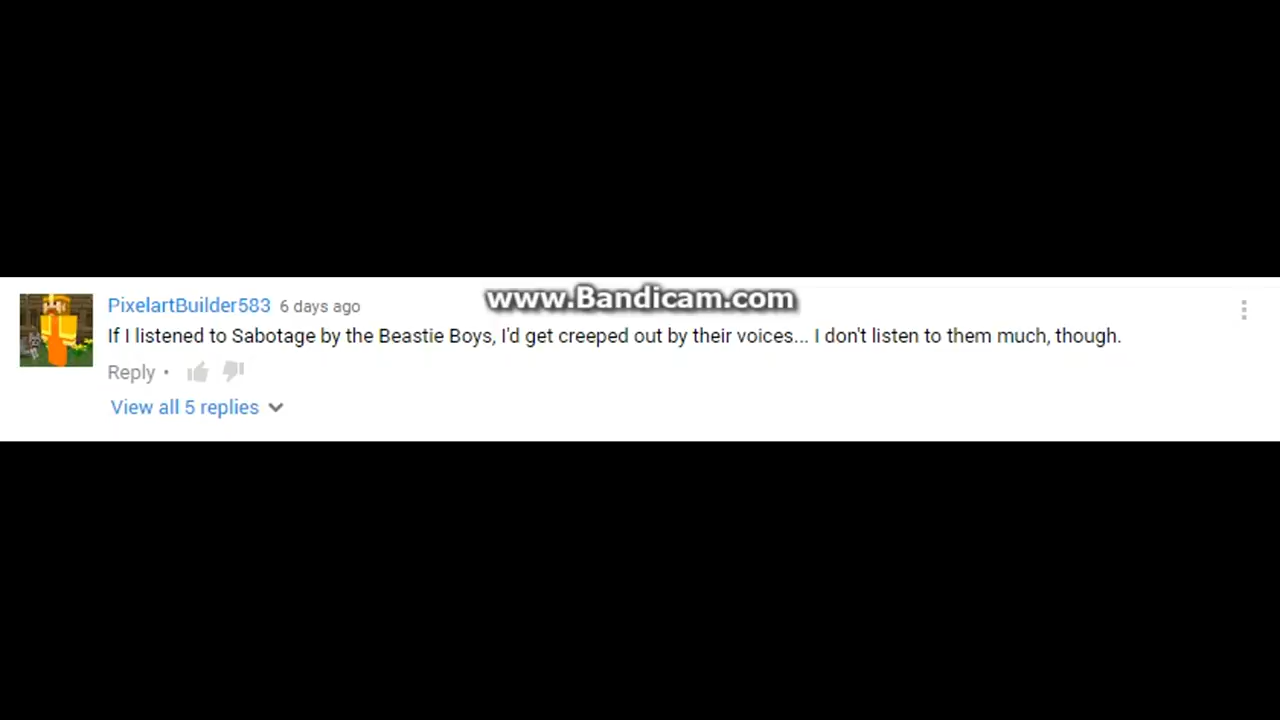 www.Bandicam.com
PixelartBuilder583 6 days ago
If I listened to Sabotage by the Beastie Boys, I'd get creeped out by their voices... I don't listen to them much, though.
Reply •
View all 5 replies